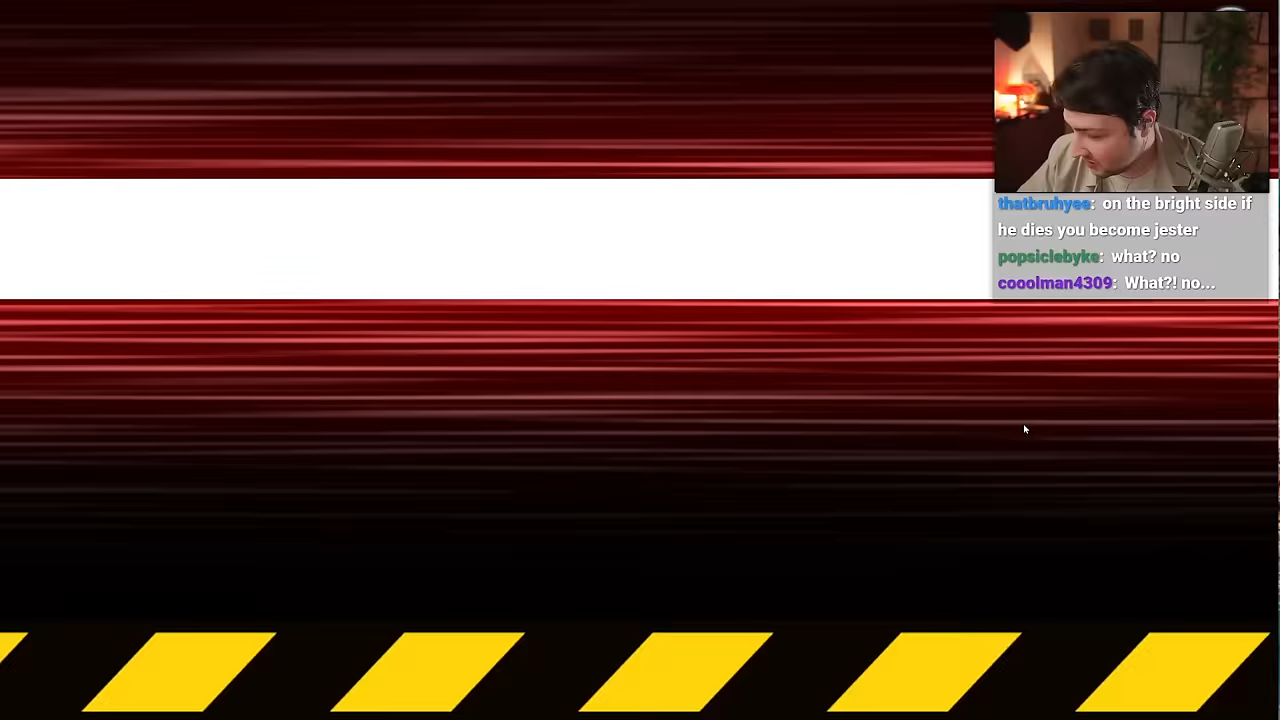 thatbruhyee: on the bright side if
he dies you become jester
popsiclebyke: what? no
cooolman4309: What?! no...